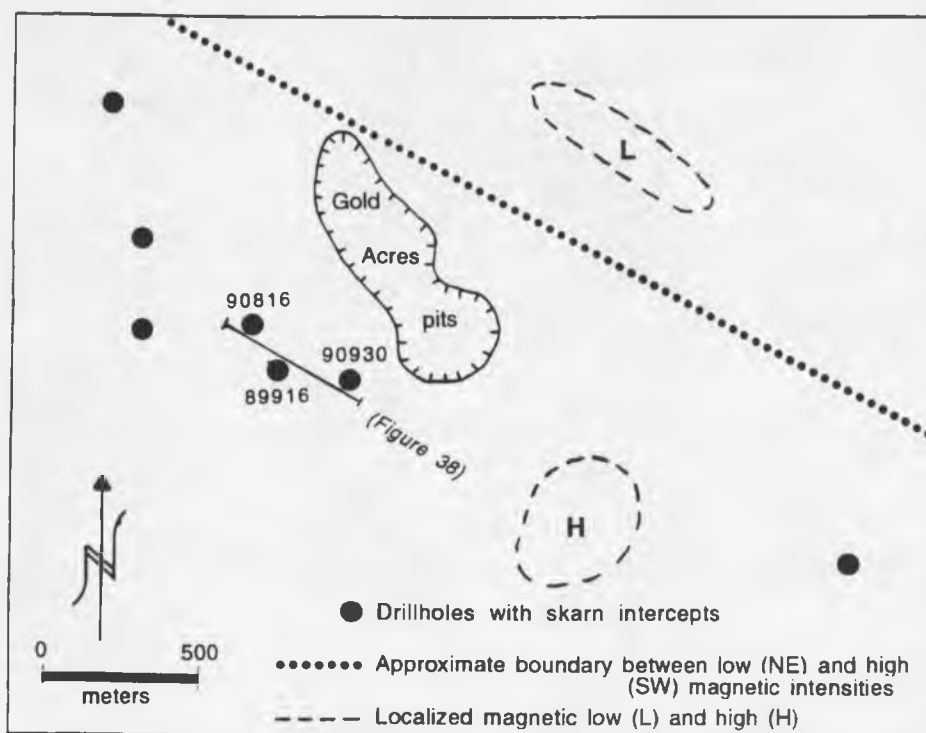 L
Gold
Acres
pits
90816
90930
89916
(Figure 38)
H
N
Drillholes with skarn intercepts
0 500
meters
Approximate boundary between low (NE) and high
(SW) magnetic intensities
Localized magnetic low (L) and high (H)